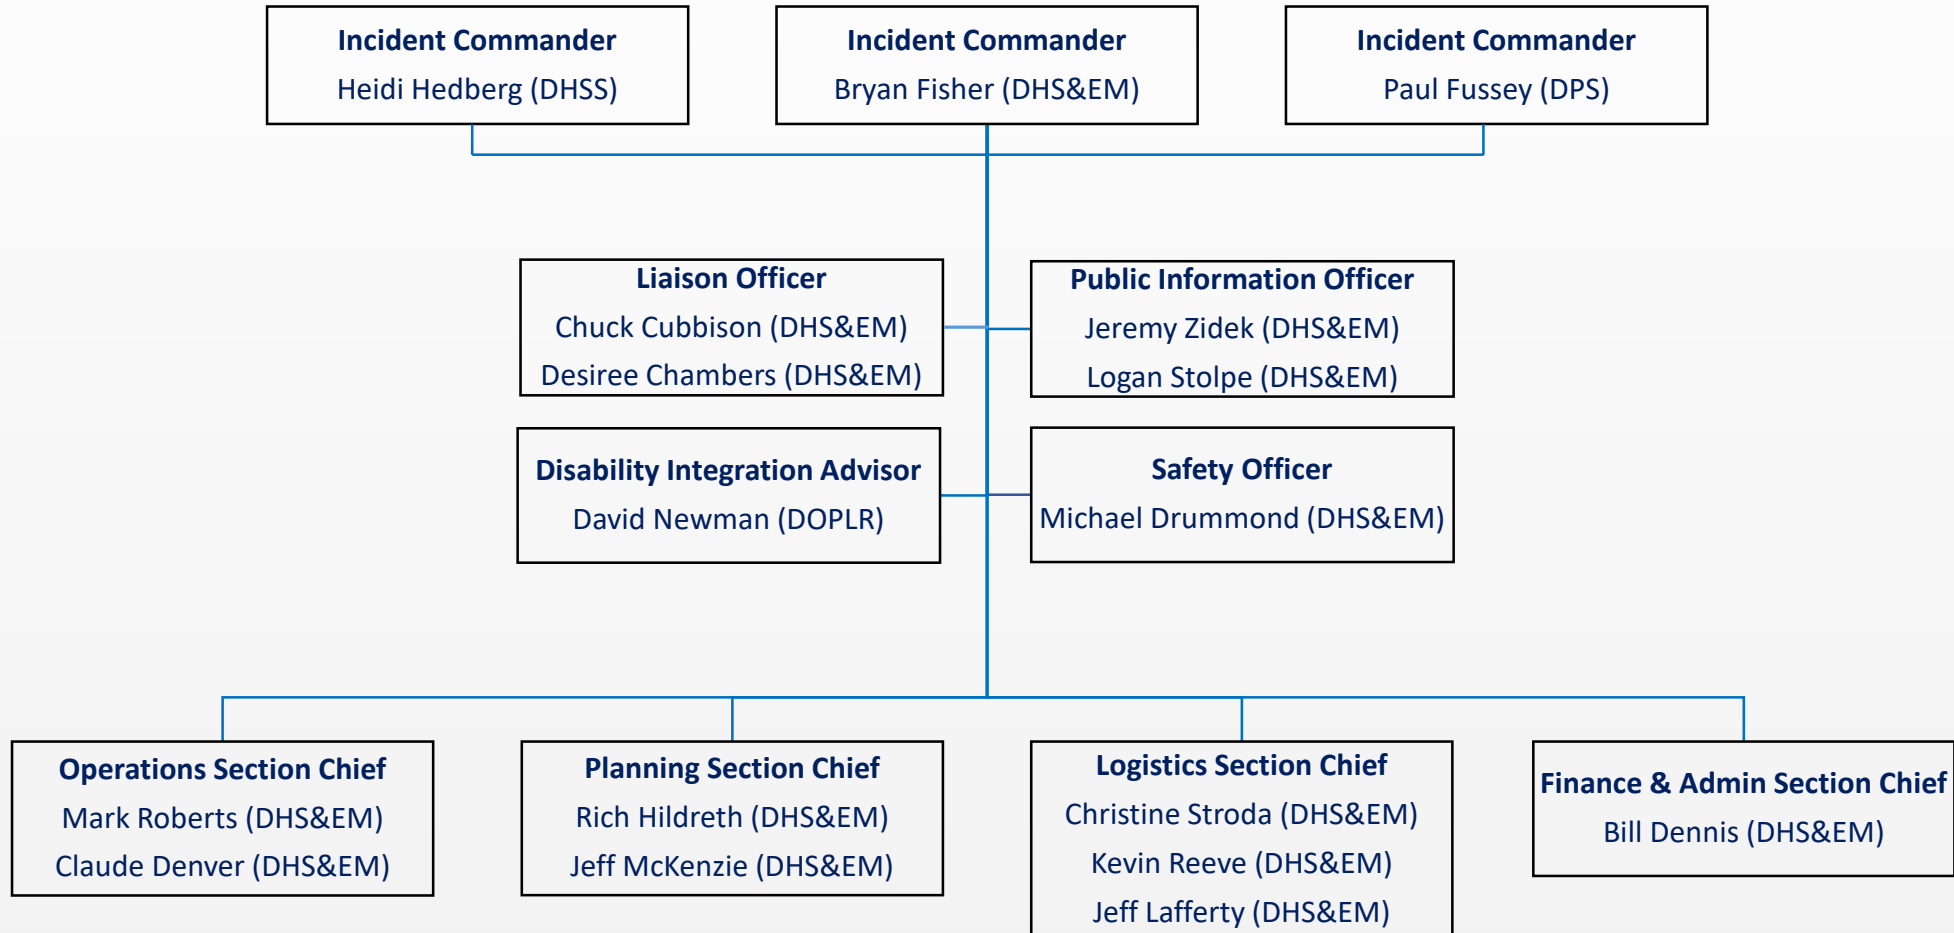 Incident Commander
Heidi Hedberg (DHSS)
Incident Commander
Bryan Fisher (DHS&EM)
Incident Commander
Paul Fussey (DPS)
Liaison Officer
Chuck Cubbison (DHS&EM)
Desiree Chambers (DHS&EM)
Public Information Officer
Jeremy Zidek (DHS&EM)
Logan Stolpe (DHS&EM)
Disability Integration Advisor
David Newman (DOPLR)
Safety Officer
Michael Drummond (DHS&EM)
Operations Section Chief
Mark Roberts (DHS&EM)
Claude Denver (DHS&EM)
Planning Section Chief
Rich Hildreth (DHS&EM)
Jeff McKenzie (DHS&EM)
Logistics Section Chief
Christine Stroda (DHS&EM)
Kevin Reeve (DHS&EM)
Jeff Lafferty (DHS&EM)
Finance & Admin Section Chief
Bill Dennis (DHS&EM)